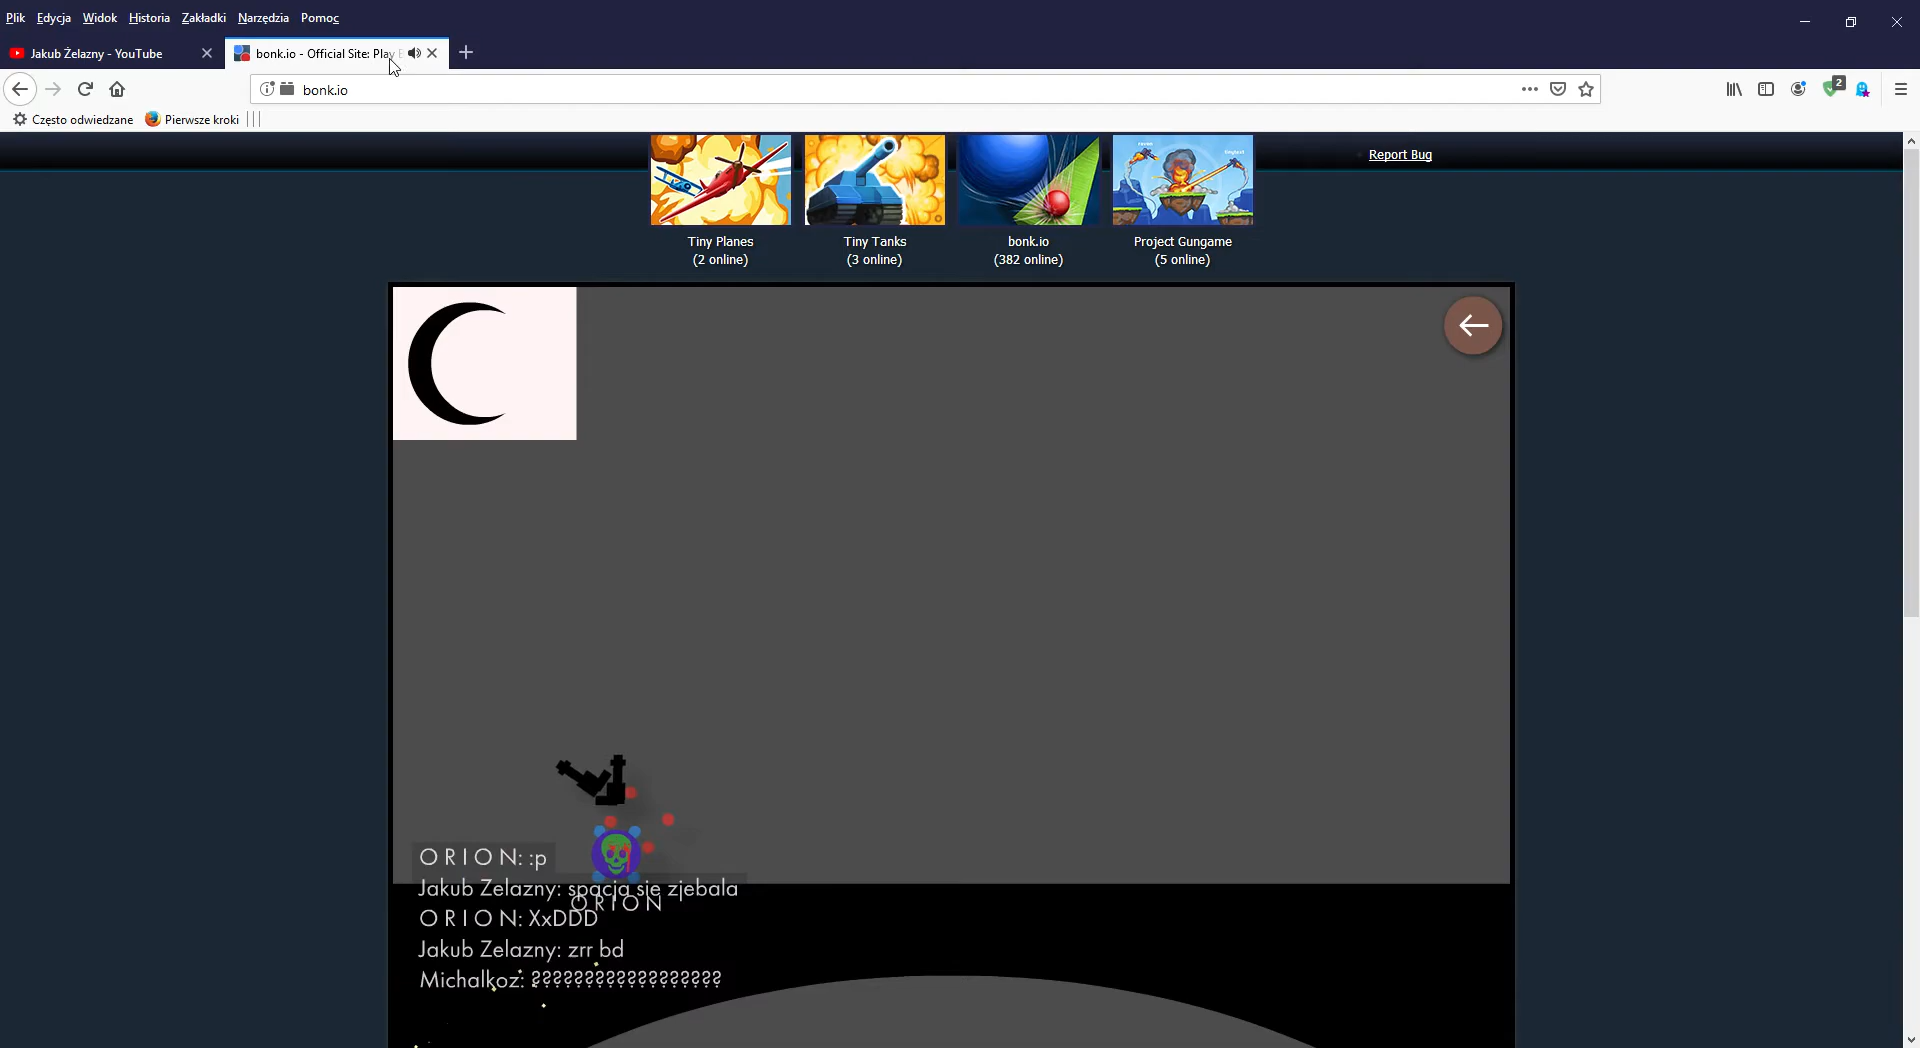 Plik Edycja Widok Historia Zakładki Narzędzia Pomoc
Jakub Żelazny - YouTube
bonk.io - Official Site: Play
bonk.io
2
Często odwiedzane
Pierwsze kroki
Report Bug
Tiny Planes
(2 online)
Tiny Tanks
(3 online)
bonk.io
(382 online)
Project Gungame
(5 online)
O R I O N: :p
Jakub Zelazny: spacja sie zjebala
O R I O N
O R I O N: XxDDD
Jakub Zelazny: zrr bd
Michalkoz: ??????????????????